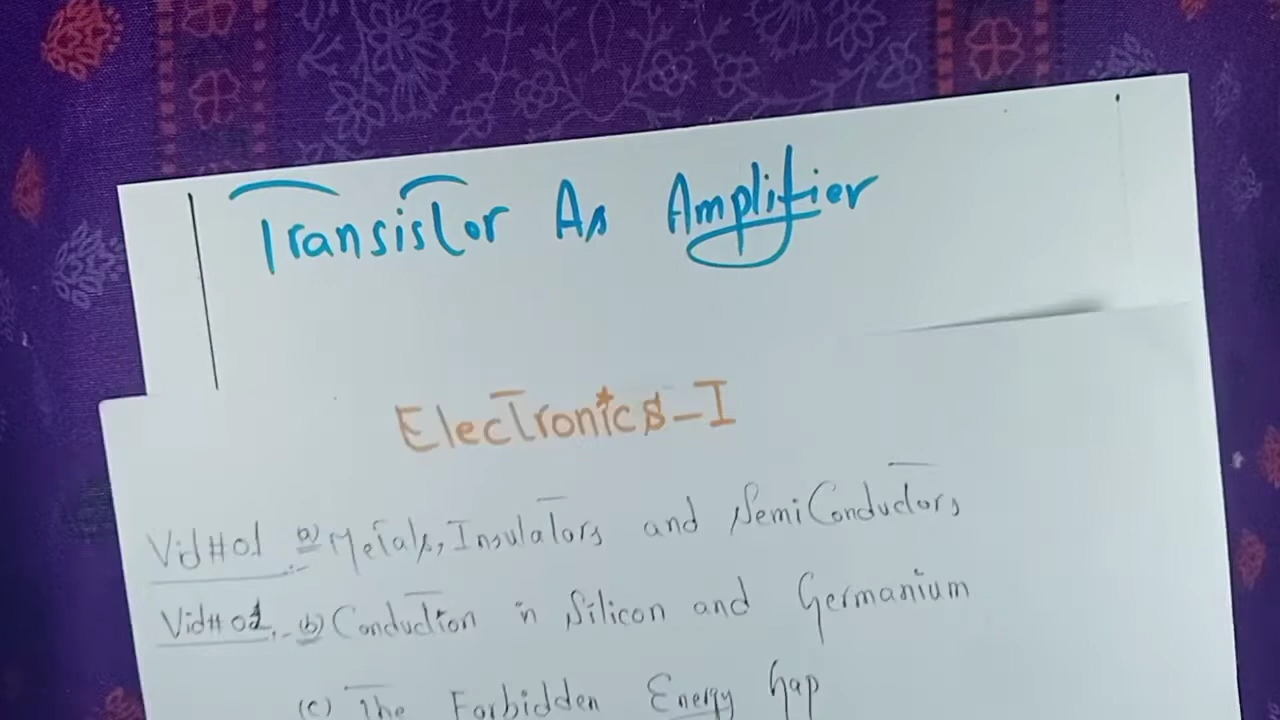 Transistor As Amplifier
Electronics-I
Vid#01 a) Metals, Insulators and SemiConductors
Vid#02 b) Conduction in Silicon and Germanium
(c) The Forbidden Energy Gap